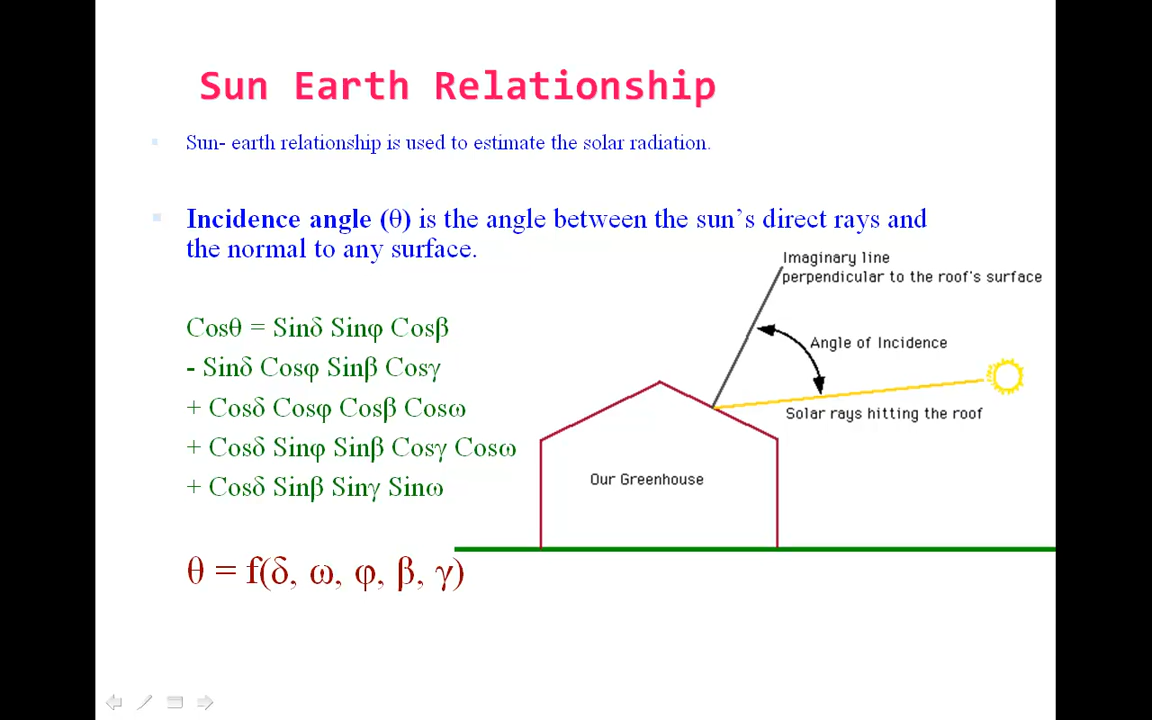 Sun Earth Relationship
Sun- earth relationship is used to estimate the solar radiation.
Incidence angle (θ) is the angle between the sun’s direct rays and
the normal to any surface.
Cosθ = Sinδ Sinφ Cosβ
- Sinδ Cosφ Sinβ Cosγ
+ Cosδ Cosφ Cosβ Cosω
+ Cosδ Sinφ Sinβ Cosγ Cosω
+ Cosδ Sinβ Sinγ Sinω
θ = f(δ, ω, φ, β, γ)
Imaginary line
perpendicular to the roof's surface
Angle of Incidence
Solar rays hitting the roof
Our Greenhouse